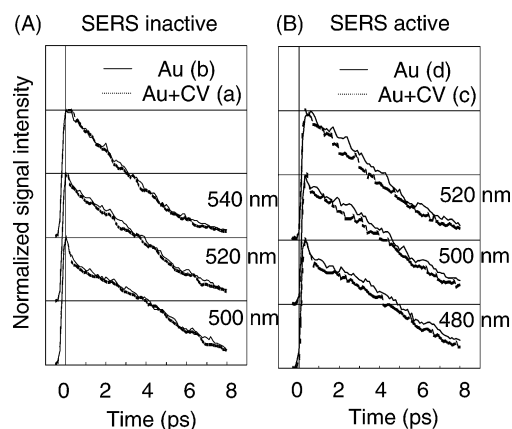 (A) SERS inactive
Au (b)
Au+CV (a)
540 nm
520 nm
500 nm
0 2 4 6 8
Time (ps)
Normalized signal intensity
(B) SERS active
Au (d)
Au+CV (c)
520 nm
500 nm
480 nm
0 2 4 6 8
Time (ps)